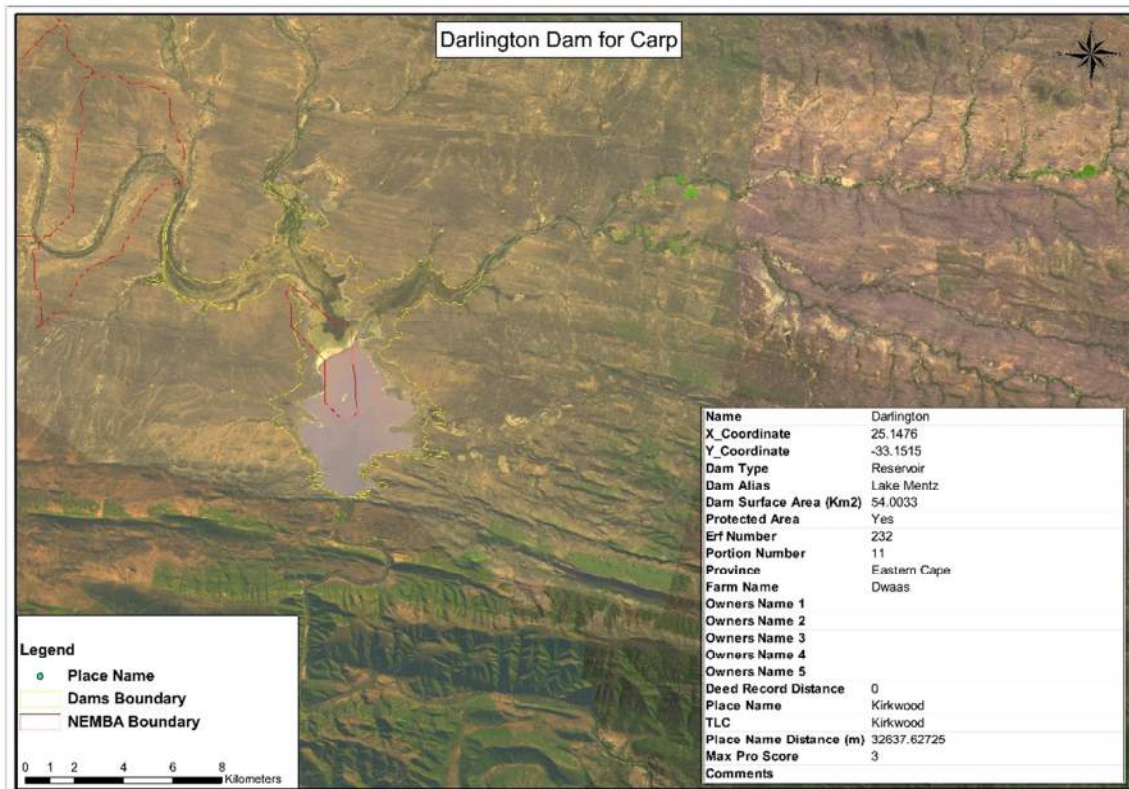 Darlington Dam for Carp
Name Darlington
X_Coordinate 25.1476
Y_Coordinate -33.1515
Dam Type Reservoir
Dam Alias Lake Mentz
Dam Surface Area (Km2) 54.0033
Protected Area Yes
Erf Number 232
Portion Number 11
Province Eastern Cape
Farm Name Dwaas
Owners Name 1
Owners Name 2
Owners Name 3
Owners Name 4
Owners Name 5
Deed Record Distance 0
Place Name Kirkwood
TLC Kirkwood
Place Name Distance (m) 32637.62725
Max Pro Score 3
Comments
Legend
Place Name
Dams Boundary
NEMBA Boundary
0 1 2 4 6 8
Kilometers